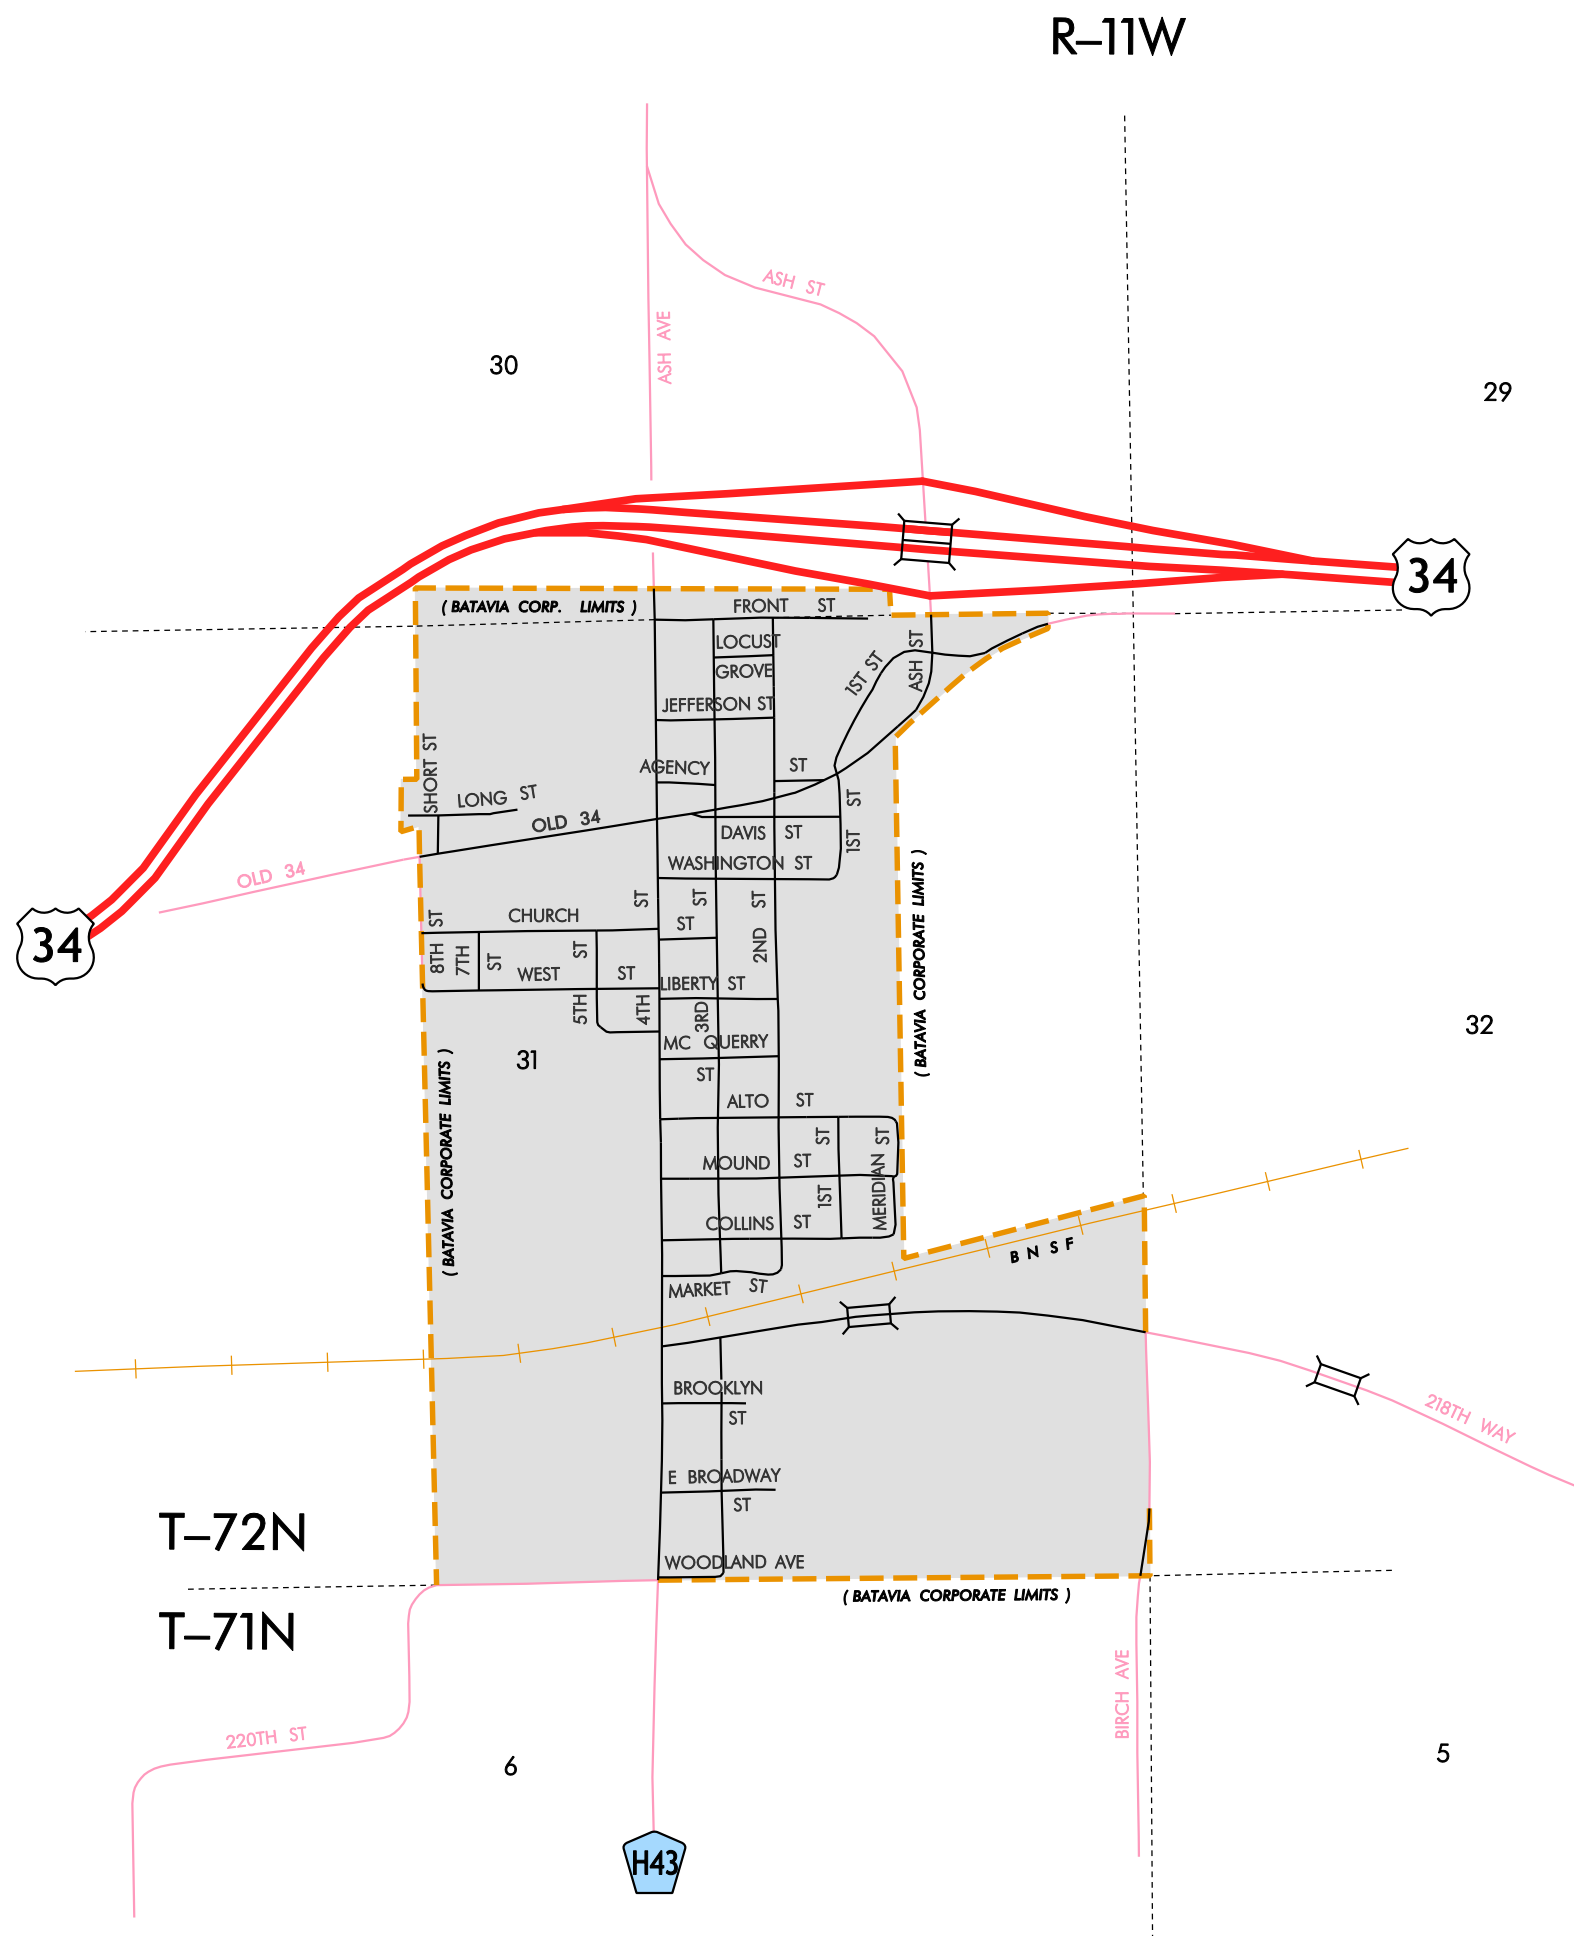 R–11W
ASH ST
ASH AVE
30
29
34
( BATAVIA CORP. LIMITS )
FRONT ST
LOCUST
GROVE
ASH ST
1ST ST
JEFFERSON ST
SHORT ST
AGENCY ST
LONG ST
OLD 34
1ST ST
DAVIS ST
WASHINGTON ST
OLD 34
( BATAVIA CORPORATE LIMITS )
34
8TH ST
CHURCH ST
7TH ST
5TH ST
4TH ST
3RD ST
2ND ST
WEST ST
LIBERTY ST
32
MC QUERRY
ST
31
( BATAVIA CORPORATE LIMITS )
ALTO ST
MOUND ST
1ST ST
MERIDIAN ST
COLLINS ST
B N S F
MARKET ST
BROOKLYN
ST
218TH WAY
E BROADWAY
ST
T–72N
WOODLAND AVE
( BATAVIA CORPORATE LIMITS )
T–71N
BIRCH AVE
220TH ST
6
5
H43